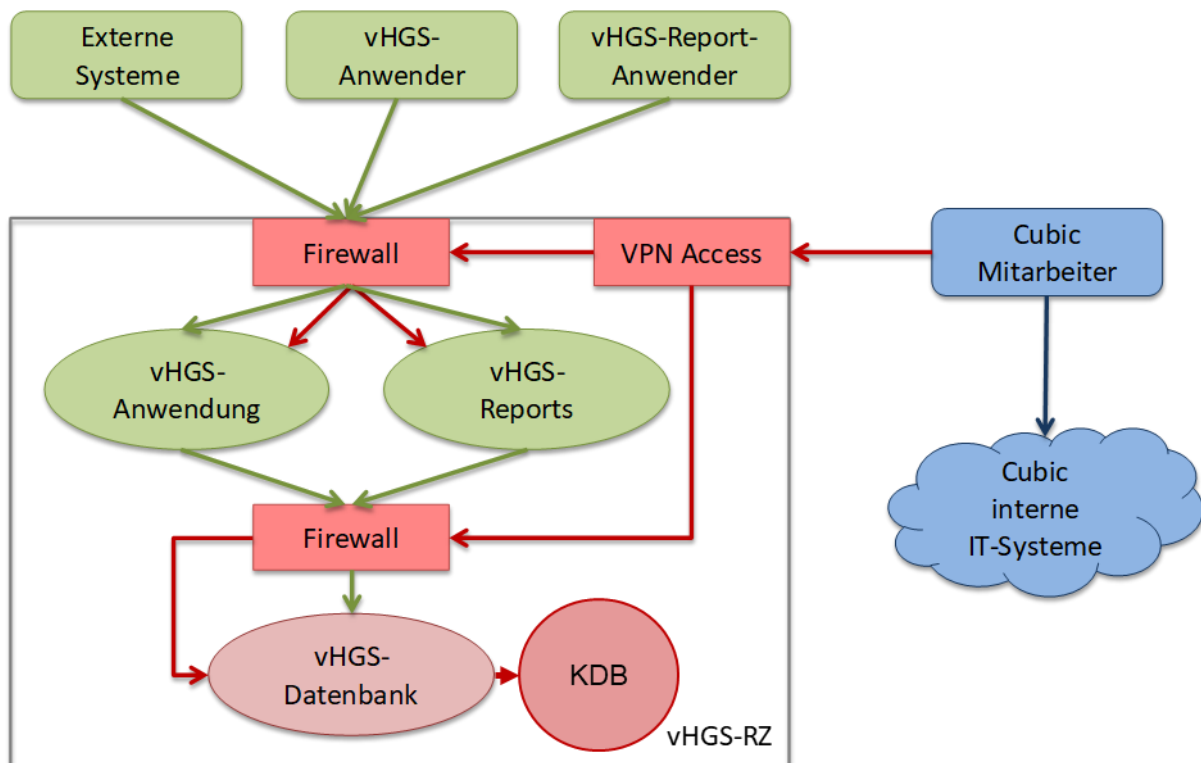 Externe
Systeme
vHGS-
Anwender
vHGS-Report-
Anwender
Firewall
VPN Access
Cubic
Mitarbeiter
vHGS-
Anwendung
vHGS-
Reports
Cubic
interne
IT-Systeme
Firewall
vHGS-
Datenbank
KDB
vHGS-RZ